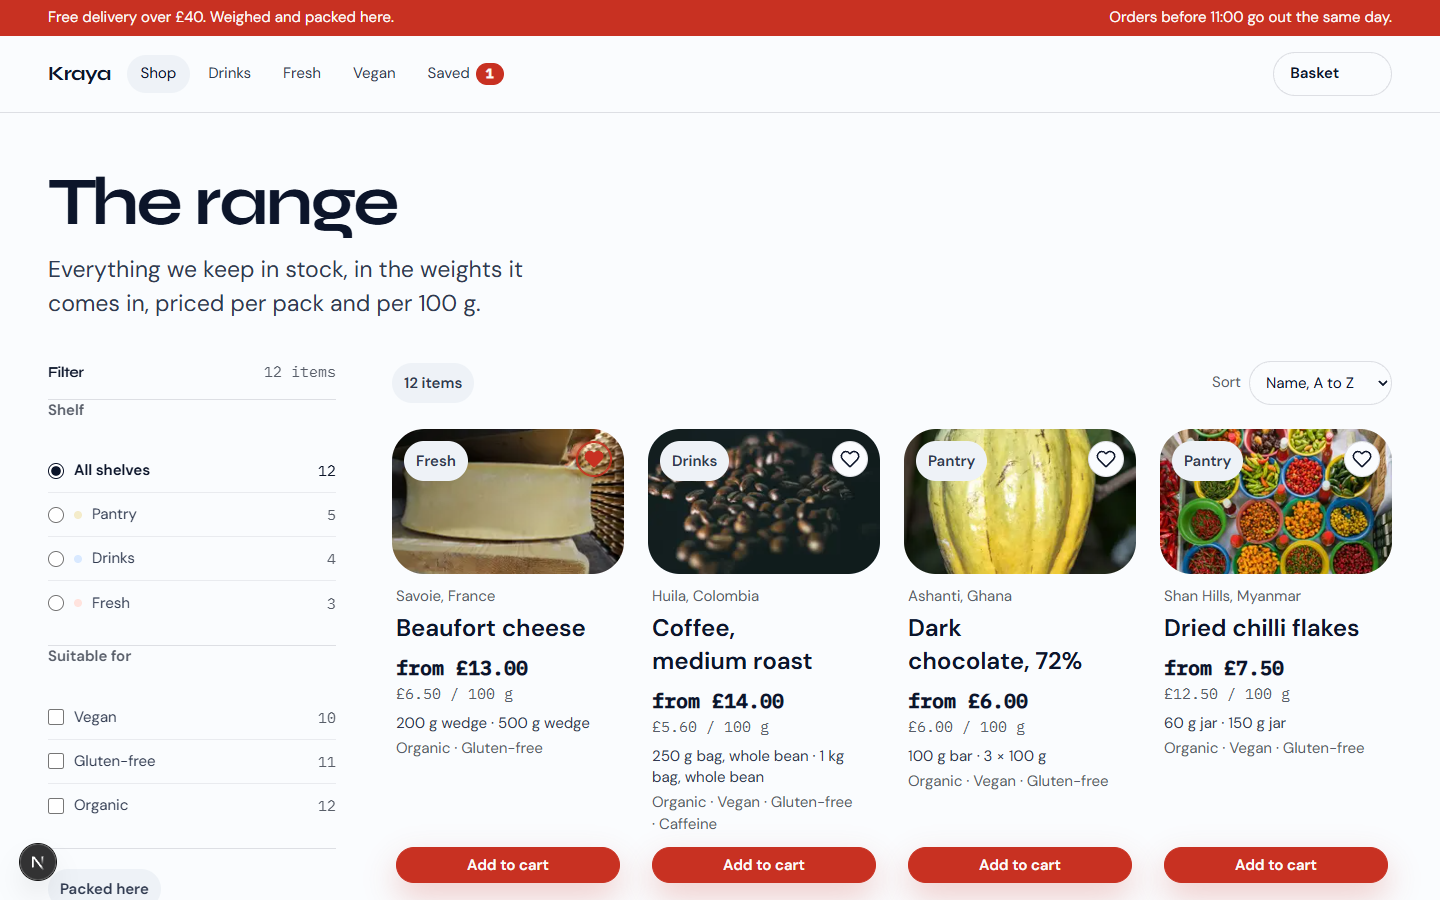 Free delivery over £40. Weighed and packed here.
Orders before 11:00 go out the same day.
Kraya
Shop
Drinks
Fresh
Vegan
Saved 1
Basket
The range
Everything we keep in stock, in the weights it
comes in, priced per pack and per 100 g.
Filter
12 items
Shelf
All shelves 12
Pantry 5
Drinks 4
Fresh 3
Suitable for
Vegan 10
Gluten-free 11
Organic 12
N
Packed here
12 items
Sort
Name, A to Z
Fresh
Savoie, France
Beaufort cheese
from £13.00
£6.50 / 100 g
200 g wedge · 500 g wedge
Organic · Gluten-free
Add to cart
Drinks
Huila, Colombia
Coffee,
medium roast
from £14.00
£5.60 / 100 g
250 g bag, whole bean · 1 kg
bag, whole bean
Organic · Vegan · Gluten-free
· Caffeine
Add to cart
Pantry
Ashanti, Ghana
Dark
chocolate, 72%
from £6.00
£6.00 / 100 g
100 g bar · 3 × 100 g
Organic · Vegan · Gluten-free
Add to cart
Pantry
Shan Hills, Myanmar
Dried chilli flakes
from £7.50
£12.50 / 100 g
60 g jar · 150 g jar
Organic · Vegan · Gluten-free
Add to cart